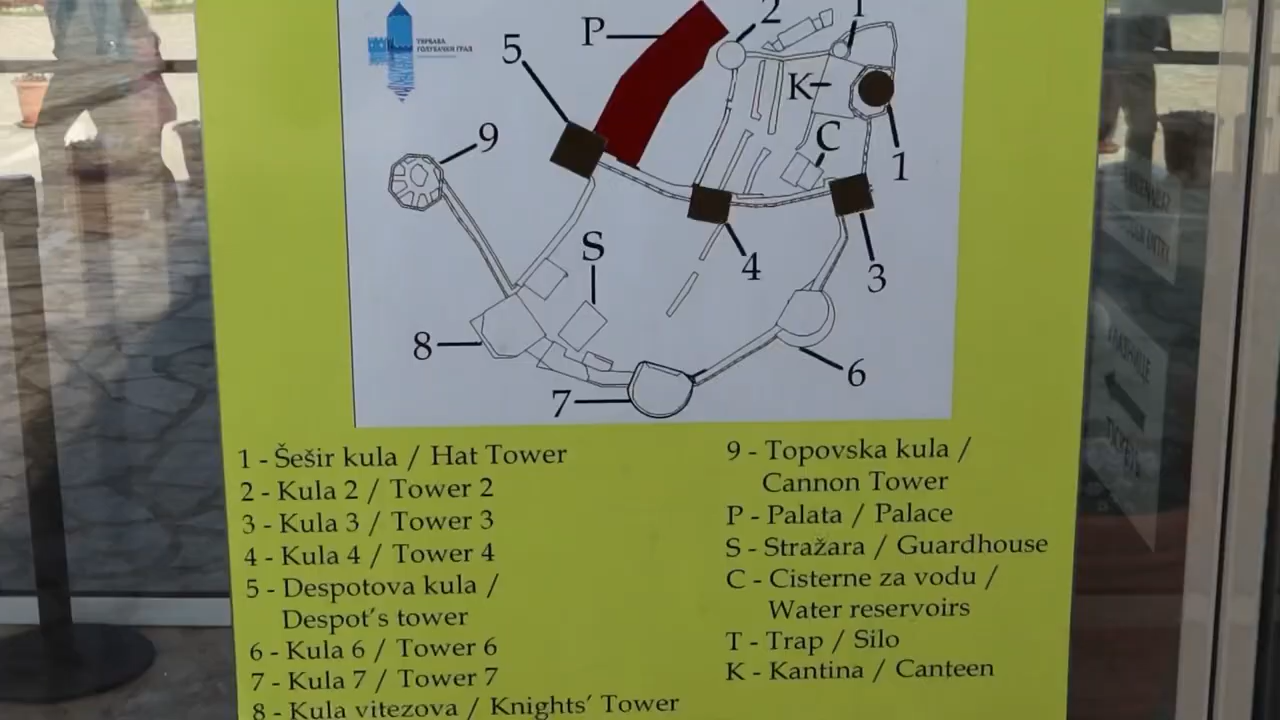 ТВРЂАВА
ГОЛУБАЧКИ ГРАД
P
2
5
K
9
C
1
S
4
3
8
6
7
1 - Šešir kula / Hat Tower
2 - Kula 2 / Tower 2
3 - Kula 3 / Tower 3
4 - Kula 4 / Tower 4
5 - Despotova kula /
Despot's tower
6 - Kula 6 / Tower 6
7 - Kula 7 / Tower 7
8 - Kula vitezova / Knights' Tower
9 - Topovska kula /
Cannon Tower
P - Palata / Palace
S - Stražara / Guardhouse
C - Cisterne za vodu /
Water reservoirs
T - Trap / Silo
K - Kantina / Canteen